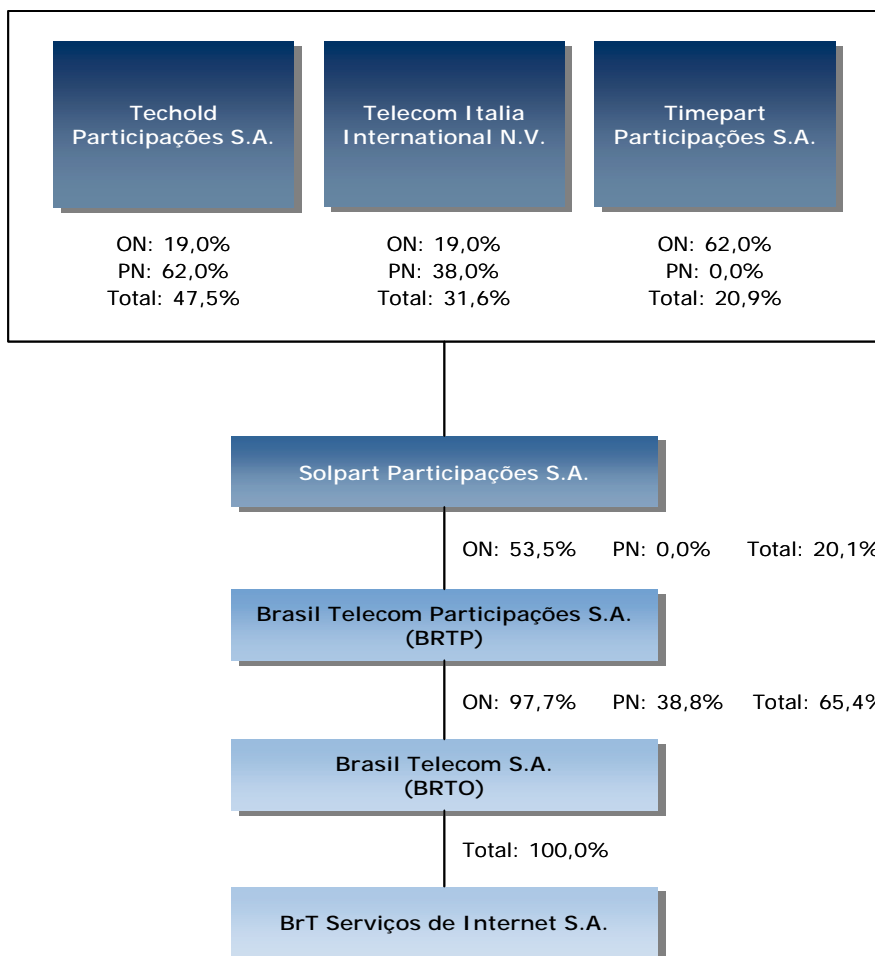 Techold
Participações S.A.
Telecom Italia
International N.V.
Timepart
Participações S.A.
ON: 19,0%
PN: 62,0%
Total: 47,5%
ON: 19,0%
PN: 38,0%
Total: 31,6%
ON: 62,0%
PN: 0,0%
Total: 20,9%
Solpart Participações S.A.
ON: 53,5% PN: 0,0% Total: 20,1%
Brasil Telecom Participações S.A.
(BRTP)
ON: 97,7% PN: 38,8% Total: 65,4%
Brasil Telecom S.A.
(BRTO)
Total: 100,0%
BrT Serviços de Internet S.A.